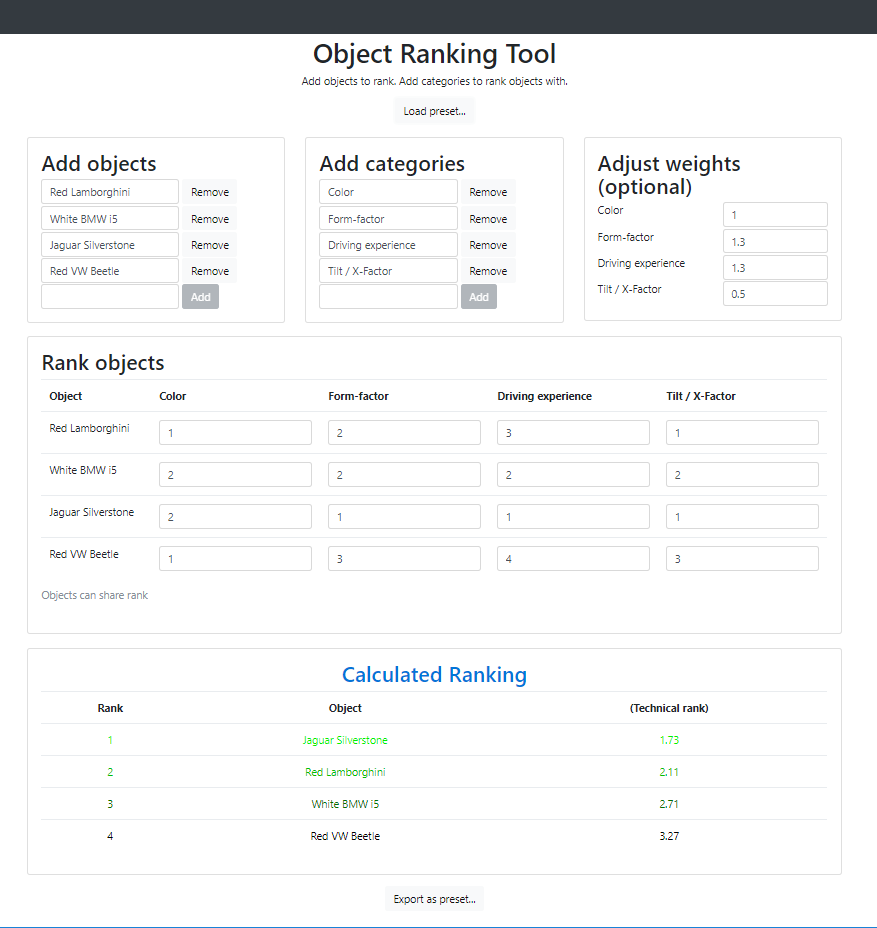 Object Ranking Tool
Add objects to rank. Add categories to rank objects with.
Load preset...
Add objects
Red Lamborghini Remove
White BMW i5 Remove
Jaguar Silverstone Remove
Red VW Beetle Remove
Add
Add categories
Color Remove
Form-factor Remove
Driving experience Remove
Tilt / X-Factor Remove
Add
Adjust weights
(optional)
Color 1
Form-factor 1.3
Driving experience 1.3
Tilt / X-Factor 0.5
Rank objects
Object Color Form-factor Driving experience Tilt / X-Factor
Red Lamborghini 1 2 3 1
White BMW i5 2 2 2 2
Jaguar Silverstone 2 1 1 1
Red VW Beetle 1 3 4 3
Objects can share rank
Calculated Ranking
Rank Object (Technical rank)
1 Jaguar Silverstone 1.73
2 Red Lamborghini 2.11
3 White BMW i5 2.71
4 Red VW Beetle 3.27
Export as preset...